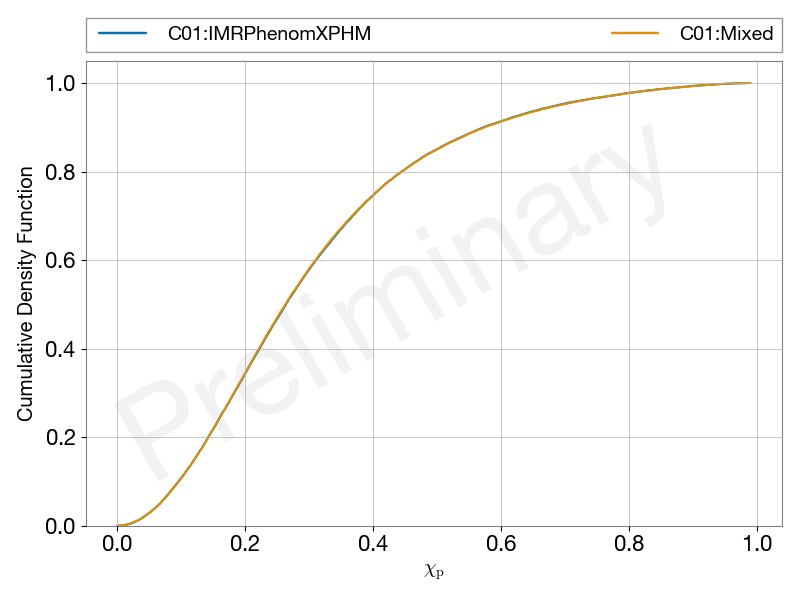 C01:IMRPhenomXPHM C01:Mixed
1.0
0.8
0.6
0.4
0.2
0.0
Cumulative Density Function
Preliminary
0.0 0.2 0.4 0.6 0.8 1.0
χp